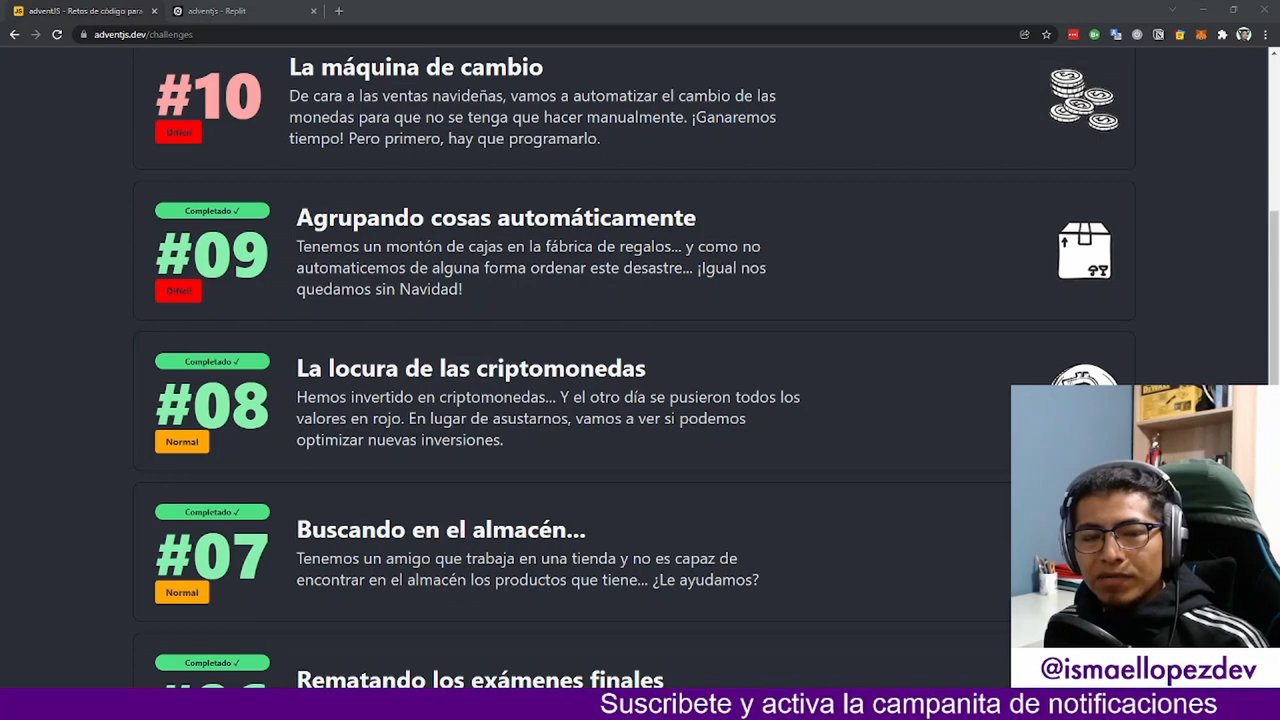 adventJS - Retos de código para
adventjs - Replit
adventjs.dev/challenges
#10
Difícil
La máquina de cambio
De cara a las ventas navideñas, vamos a automatizar el cambio de las
monedas para que no se tenga que hacer manualmente. ¡Ganaremos
tiempo! Pero primero, hay que programarlo.
Completado ✓
#09
Difícil
Agrupando cosas automáticamente
Tenemos un montón de cajas en la fábrica de regalos... y como no
automaticemos de alguna forma ordenar este desastre... ¡Igual nos
quedamos sin Navidad!
Completado ✓
#08
Normal
La locura de las criptomonedas
Hemos invertido en criptomonedas... Y el otro día se pusieron todos los
valores en rojo. En lugar de asustarnos, vamos a ver si podemos
optimizar nuevas inversiones.
Completado ✓
#07
Normal
Buscando en el almacén...
Tenemos un amigo que trabaja en una tienda y no es capaz de
encontrar en el almacén los productos que tiene... ¿Le ayudamos?
Completado ✓
Rematando los exámenes finales
@ismaellopezdev
Suscribete y activa la campanita de notificaciones